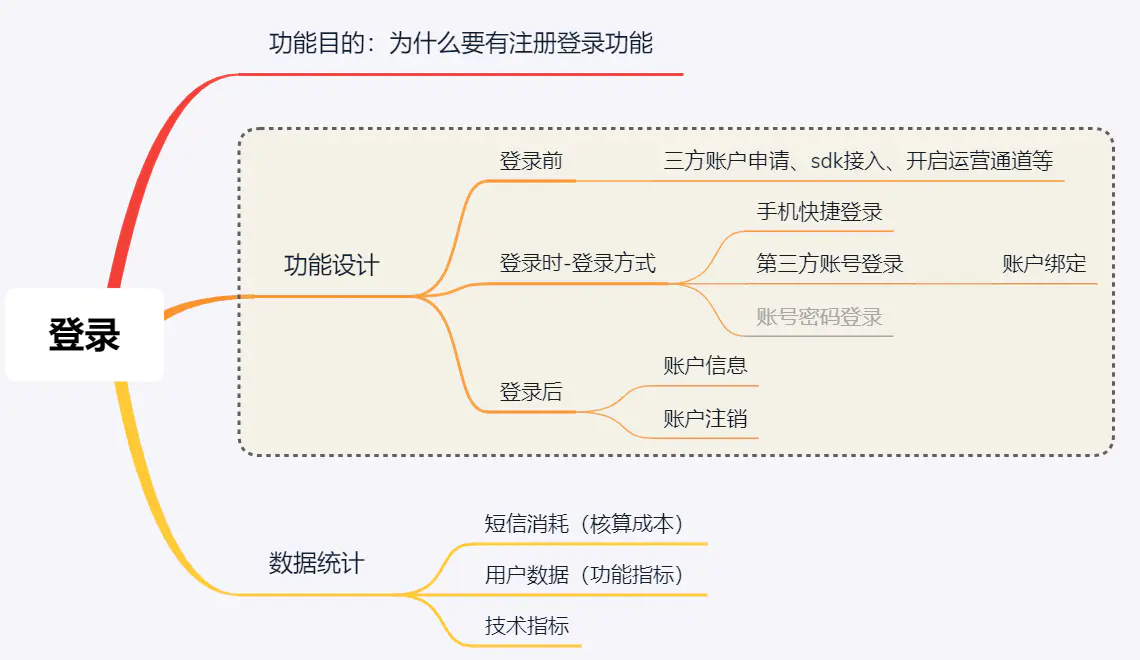 功能目的：为什么要有注册登录功能
登录前
三方账户申请、sdk接入、开启运营通道等
手机快捷登录
功能设计
登录时-登录方式
第三方账号登录
账户绑定
账号密码登录
登录
账户信息
登录后
账户注销
短信消耗（核算成本）
数据统计
用户数据（功能指标）
技术指标